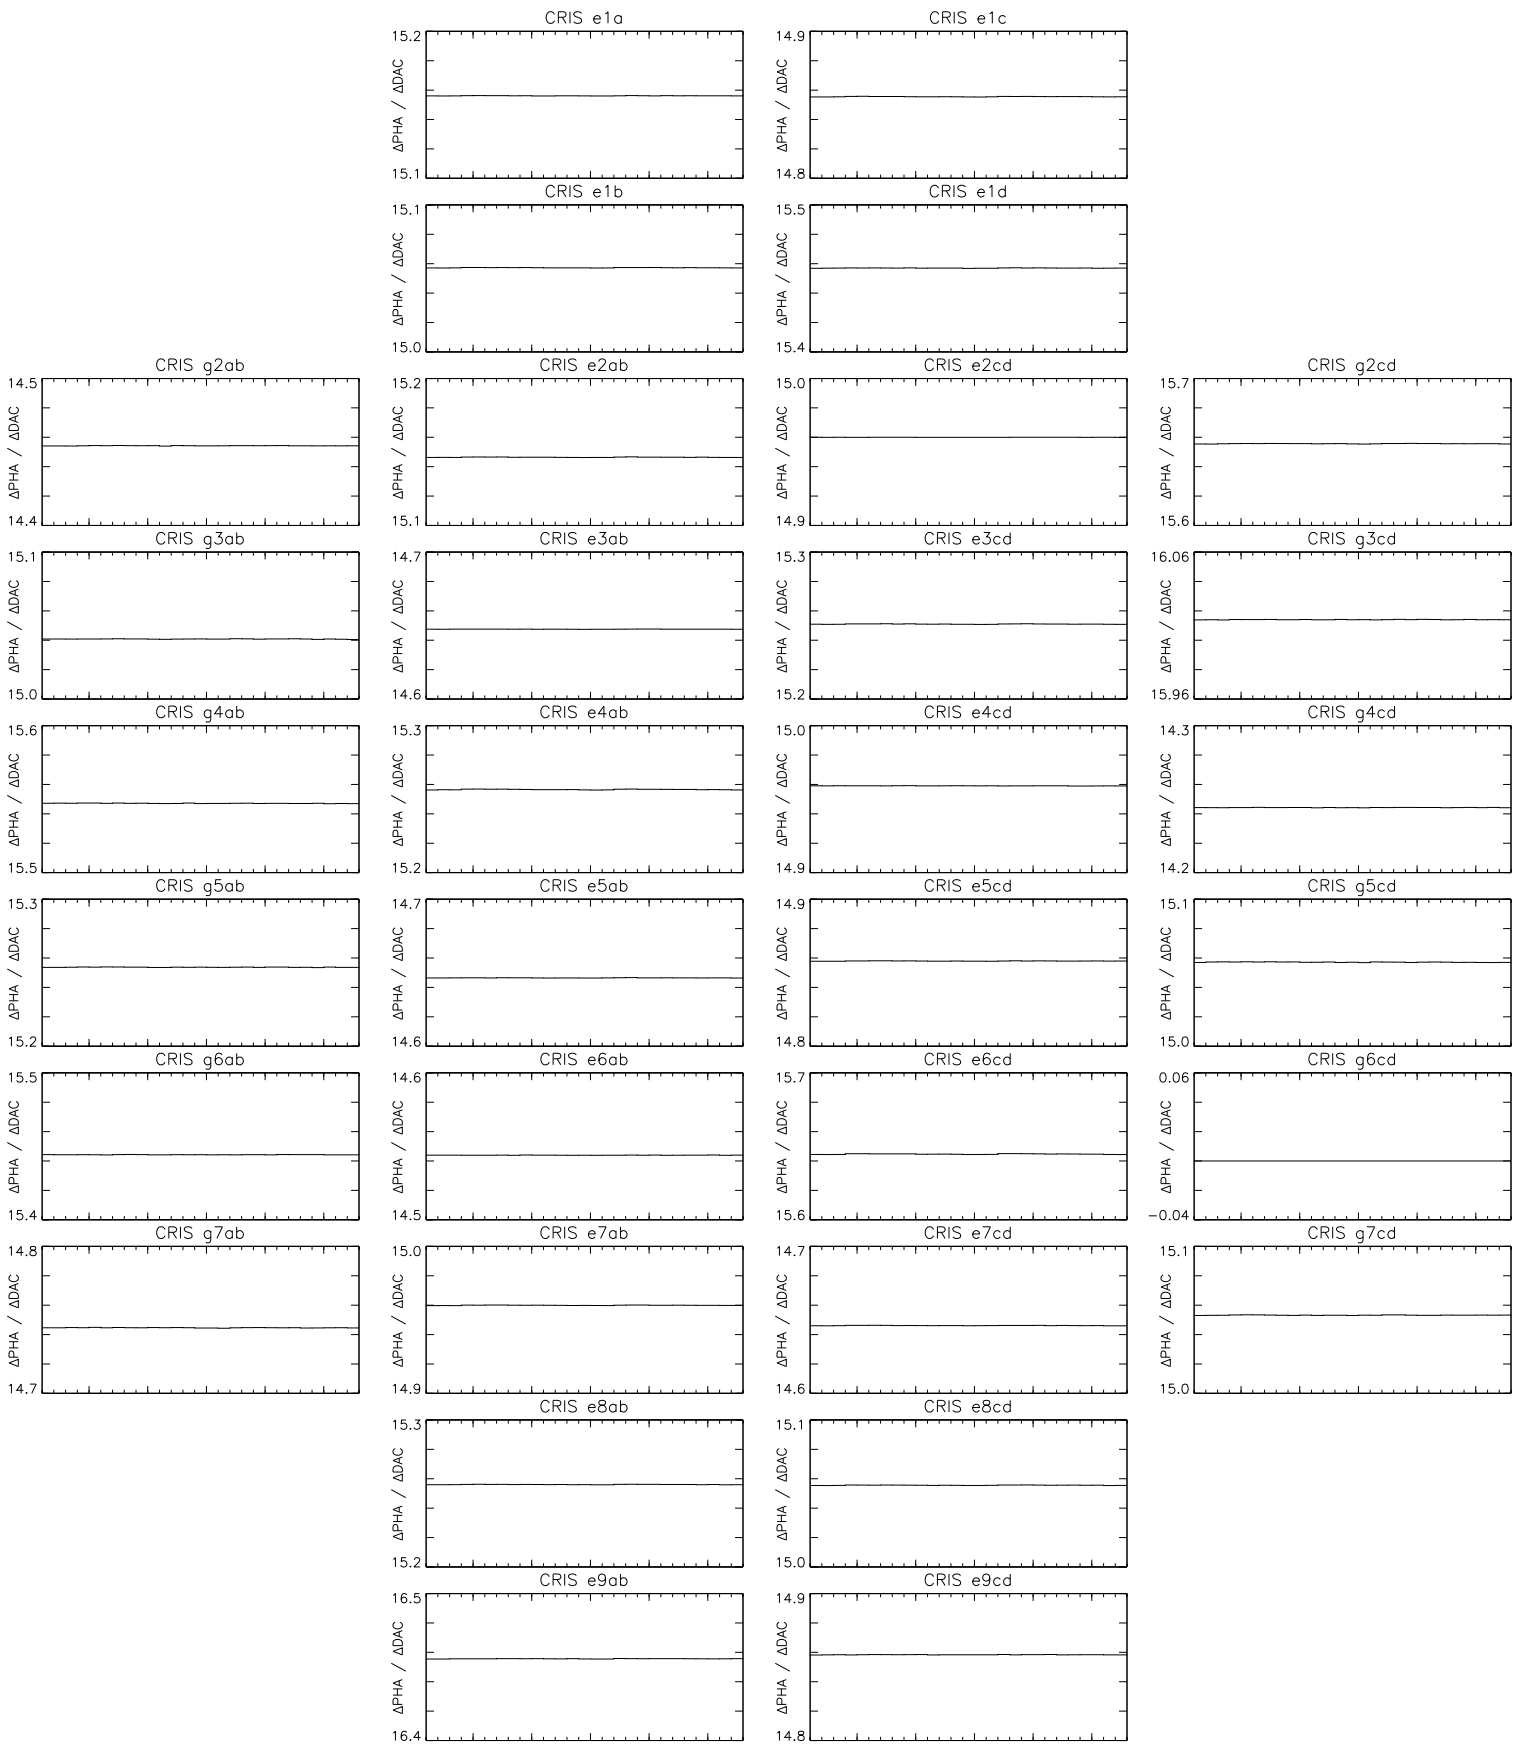 CRIS e1a
15.2
ΔPHA / ΔDAC
15.1
CRIS e1c
14.9
ΔPHA / ΔDAC
14.8
CRIS e1b
15.1
ΔPHA / ΔDAC
15.0
CRIS e1d
15.5
ΔPHA / ΔDAC
15.4
CRIS g2ab
14.5
ΔPHA / ΔDAC
14.4
CRIS e2ab
15.2
ΔPHA / ΔDAC
15.1
CRIS e2cd
15.0
ΔPHA / ΔDAC
14.9
CRIS g2cd
15.7
ΔPHA / ΔDAC
15.6
CRIS g3ab
15.1
ΔPHA / ΔDAC
15.0
CRIS e3ab
14.7
ΔPHA / ΔDAC
14.6
CRIS e3cd
15.3
ΔPHA / ΔDAC
15.2
CRIS g3cd
16.06
ΔPHA / ΔDAC
15.96
CRIS g4ab
15.6
ΔPHA / ΔDAC
15.5
CRIS e4ab
15.3
ΔPHA / ΔDAC
15.2
CRIS e4cd
15.0
ΔPHA / ΔDAC
14.9
CRIS g4cd
14.3
ΔPHA / ΔDAC
14.2
CRIS g5ab
15.3
ΔPHA / ΔDAC
15.2
CRIS e5ab
14.7
ΔPHA / ΔDAC
14.6
CRIS e5cd
14.9
ΔPHA / ΔDAC
14.8
CRIS g5cd
15.1
ΔPHA / ΔDAC
15.0
CRIS g6ab
15.5
ΔPHA / ΔDAC
15.4
CRIS e6ab
14.6
ΔPHA / ΔDAC
14.5
CRIS e6cd
15.7
ΔPHA / ΔDAC
15.6
CRIS g6cd
0.06
ΔPHA / ΔDAC
−0.04
CRIS g7ab
14.8
ΔPHA / ΔDAC
14.7
CRIS e7ab
15.0
ΔPHA / ΔDAC
14.9
CRIS e7cd
14.7
ΔPHA / ΔDAC
14.6
CRIS g7cd
15.1
ΔPHA / ΔDAC
15.0
CRIS e8ab
15.3
ΔPHA / ΔDAC
15.2
CRIS e8cd
15.1
ΔPHA / ΔDAC
15.0
CRIS e9ab
16.5
ΔPHA / ΔDAC
16.4
CRIS e9cd
14.9
ΔPHA / ΔDAC
14.8